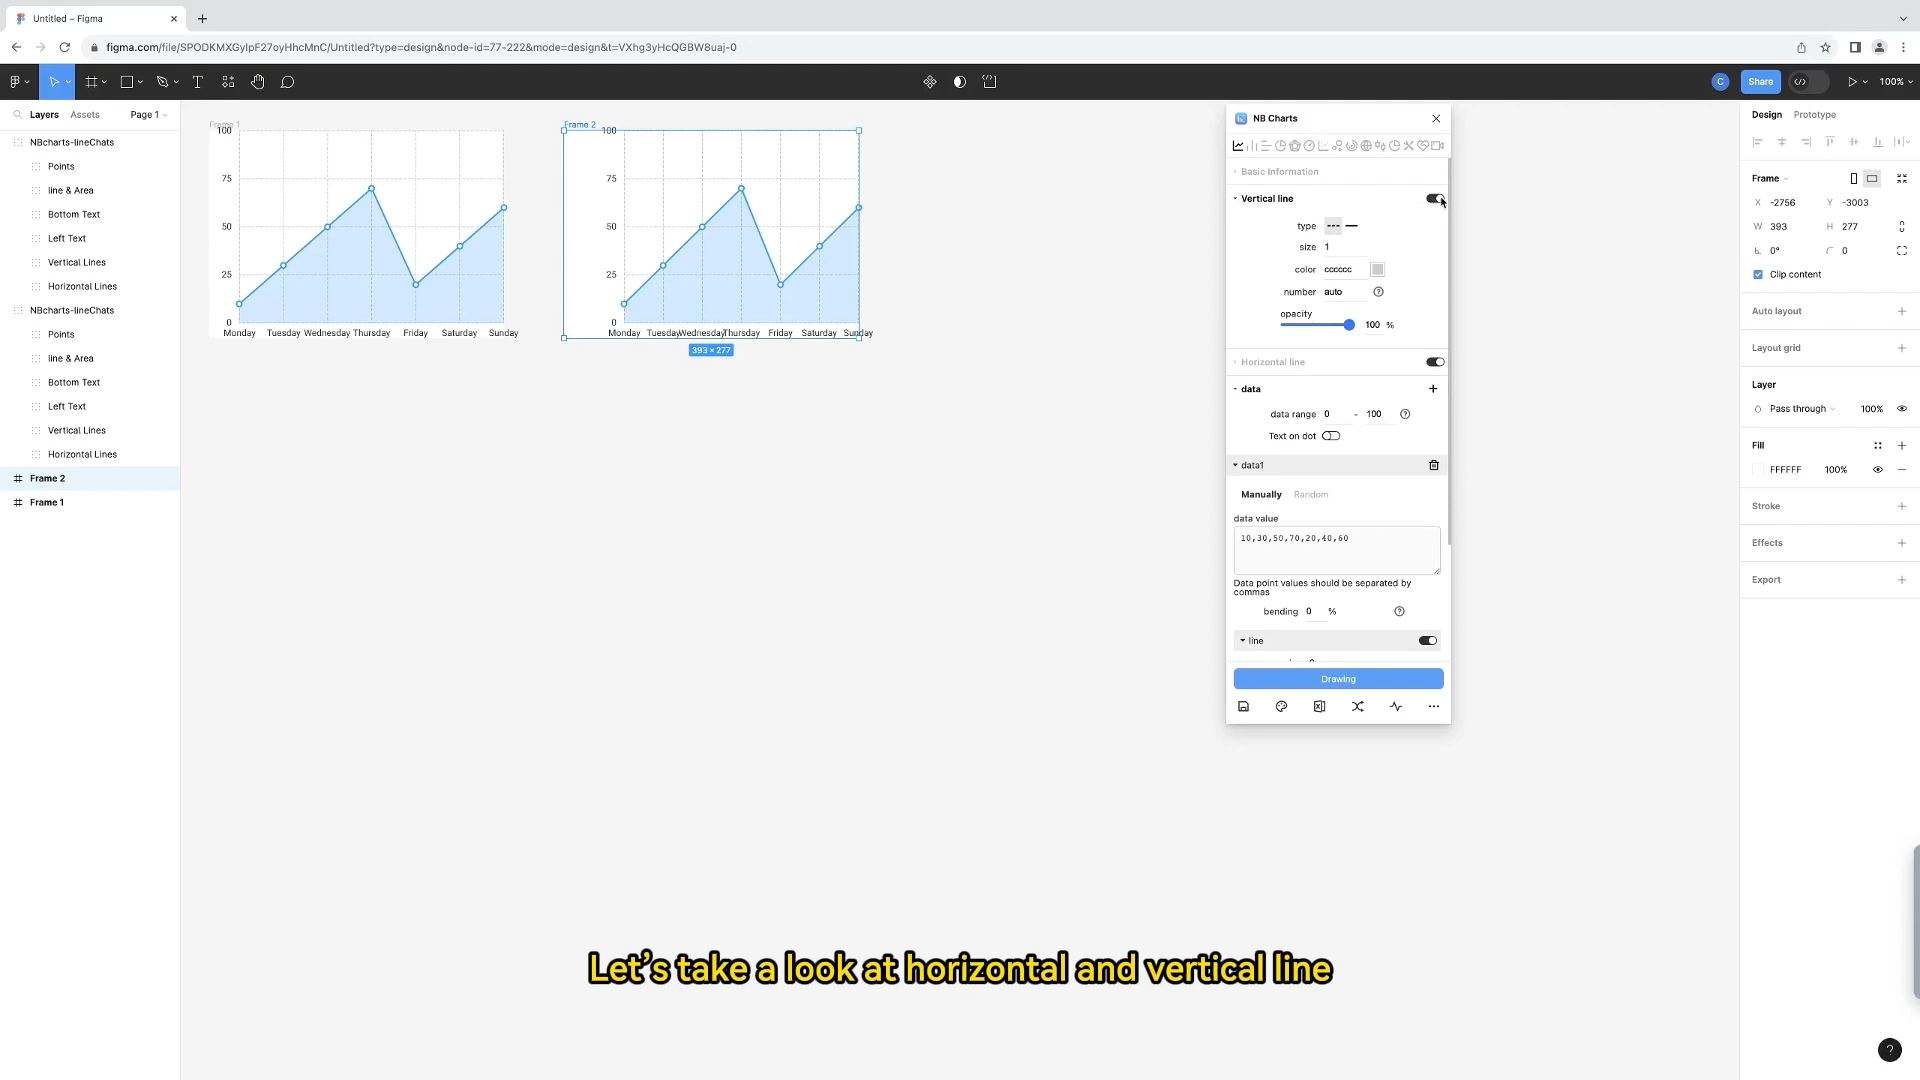 Untitled – Figma
figma.com/file/SPODKMXGylpF27oyHhcMnC/Untitled?type=design&node-id=77-222&mode=design&t=VXhg3yHcQGBW8uaj-0
C
Share
100%
Layers
Assets
Page 1
NBcharts-lineChats
Points
line & Area
Bottom Text
Left Text
Vertical Lines
Horizontal Lines
NBcharts-lineChats
Points
line & Area
Bottom Text
Left Text
Vertical Lines
Horizontal Lines
Frame 2
Frame 1
Frame 1
100
75
50
25
0
Monday Tuesday Wednesday Thursday Friday Saturday Sunday
Frame 2
100
75
50
25
0
Monday Tuesday Wednesday Thursday Friday Saturday Sunday
393 × 277
NB Charts
Basic Information
Vertical line
type
size 1
color cccccc
number auto
opacity
100 %
Horizontal line
data
data range 0 - 100
Text on dot
data1
Manually Random
data value
10,30,50,70,20,40,60
Data point values should be separated by
commas
bending 0 %
line
Drawing
Design
Prototype
Frame
X -2756 Y -3003
W 393 H 277
0° 0
Clip content
Auto layout
Layout grid
Layer
Pass through 100%
Fill
FFFFFF 100%
Stroke
Effects
Export
Let's take a look at horizontal and vertical line
?